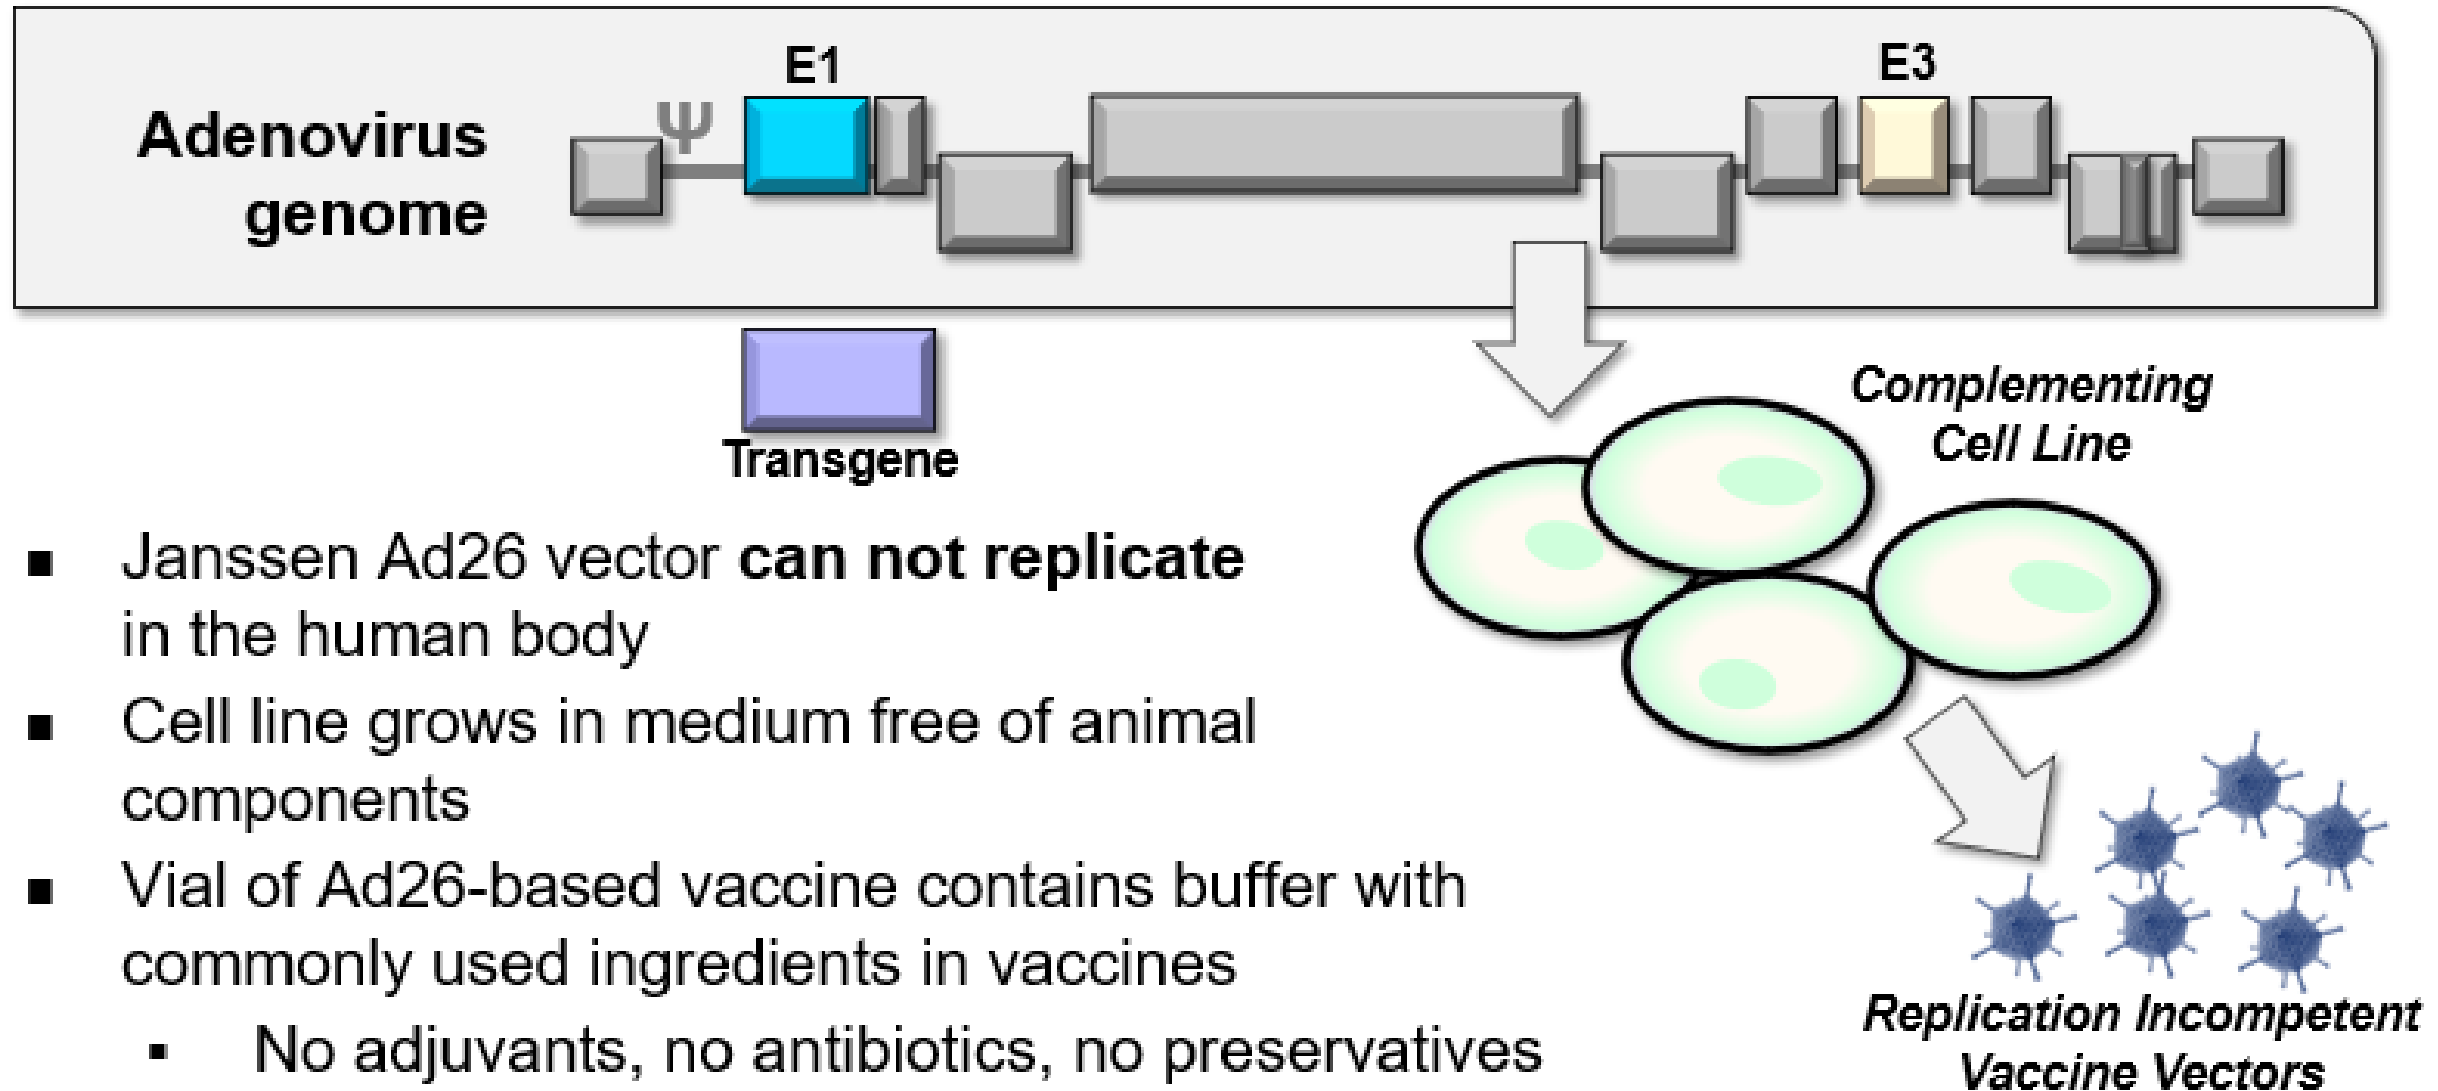 E1
E3
Ψ
Adenovirus
genome
Transgene
Complementing
Cell Line
▪ Janssen Ad26 vector can not replicate
in the human body
▪ Cell line grows in medium free of animal
components
▪ Vial of Ad26-based vaccine contains buffer with
commonly used ingredients in vaccines
▪ No adjuvants, no antibiotics, no preservatives
Replication Incompetent
Vaccine Vectors